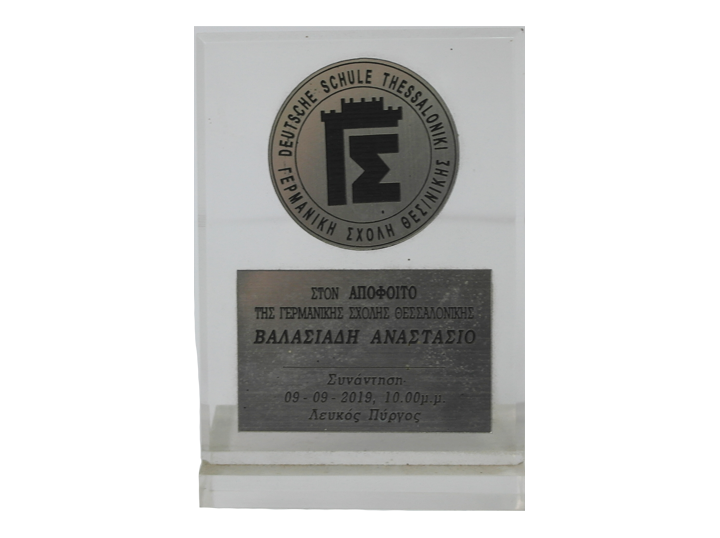 DEUTSCHE SCHULE THESSALONIKI
ΓΕΡΜΑΝΙΚΗ ΣΧΟΛΗ ΘΕΣ/ΝΙΚΗΣ
ΓΣ
ΣΤΟΝ ΑΠΟΦΟΙΤΟ
ΤΗΣ ΓΕΡΜΑΝΙΚΗΣ ΣΧΟΛΗΣ ΘΕΣΣΑΛΟΝΙΚΗΣ
ΒΑΛΑΣΙΑΔΗ ΑΝΑΣΤΑΣΙΟ
Συνάντηση
09 - 09 - 2019, 10.00μ.μ.
Λευκός Πύργος